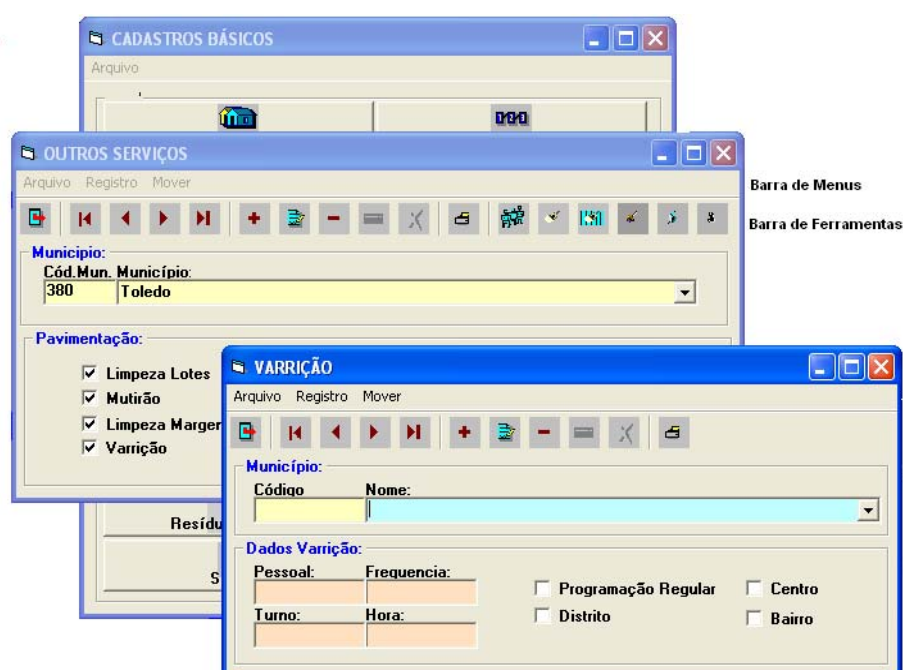 CADASTROS BÁSICOS
Arquivo
OUTROS SERVIÇOS
Arquivo Registro Mover
Barra de Menus
Barra de Ferramentas
Municipio:
Cód.Mun. Município:
380 Toledo
Pavimentação:
Limpeza Lotes
Mutirão
Limpeza Marger
Varrição
VARRIÇÃO
Arquivo Registro Mover
Município:
Código Nome:
Dados Varrição:
Pessoal: Frequencia:
Programação Regular Centro
Turno: Hora:
Distrito Bairro
Resídu
S